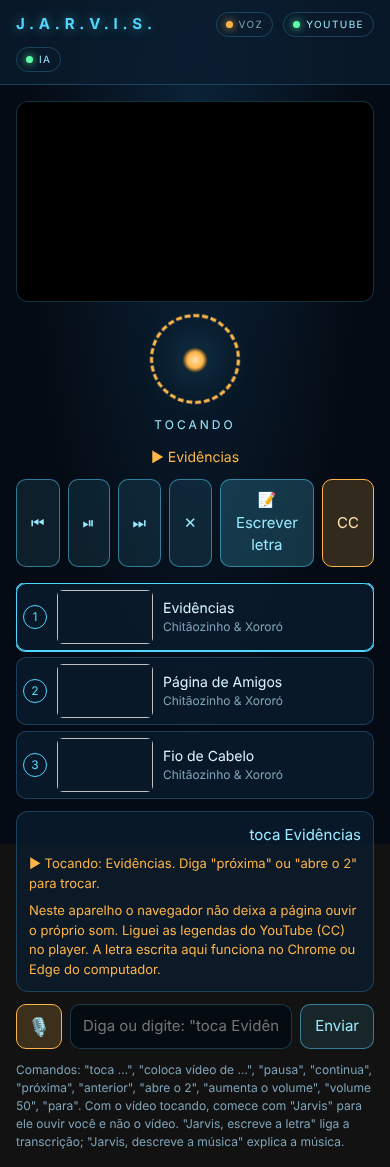 J.A.R.V.I.S.
VOZ
YOUTUBE
IA
TOCANDO
▶ Evidências
⏮
⏯
⏭
✕
📝
Escrever
letra
CC
1
Evidências
Chitãozinho & Xororó
2
Página de Amigos
Chitãozinho & Xororó
3
Fio de Cabelo
Chitãozinho & Xororó
toca Evidências
▶ Tocando: Evidências. Diga "próxima" ou "abre o 2"
para trocar.
Neste aparelho o navegador não deixa a página ouvir
o próprio som. Liguei as legendas do YouTube (CC)
no player. A letra escrita aqui funciona no Chrome ou
Edge do computador.
🎙️
Diga ou digite: "toca Evidên
Enviar
Comandos: "toca ...", "coloca vídeo de ...", "pausa", "continua",
"próxima", "anterior", "abre o 2", "aumenta o volume", "volume
50", "para". Com o vídeo tocando, comece com "Jarvis" para
ele ouvir você e não o vídeo. "Jarvis, escreve a letra" liga a
transcrição; "Jarvis, descreve a música" explica a música.